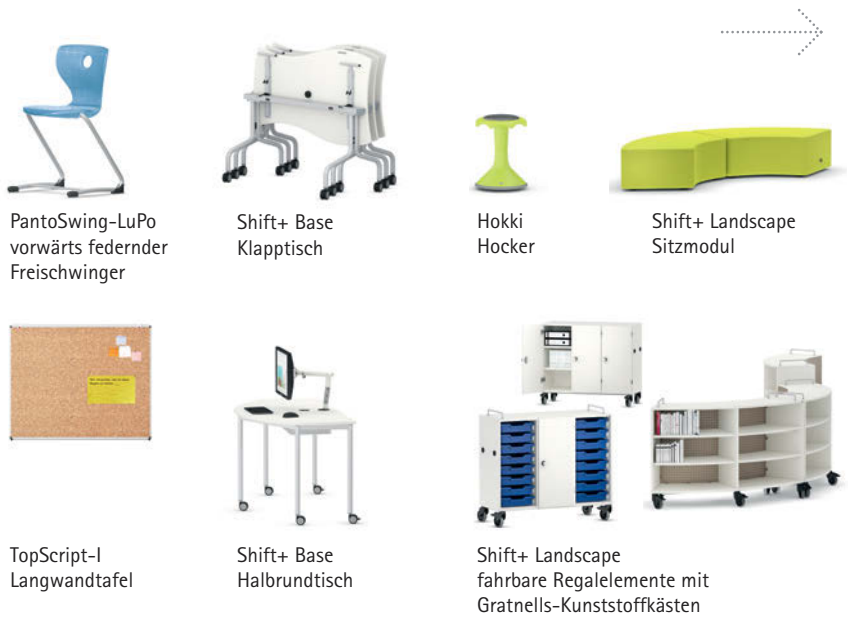 PantoSwing-LuPo
vorwärts federnder
Freischwinger
Shift+ Base
Klapptisch
Hokki
Hocker
Shift+ Landscape
Sitzmodul
TopScript-I
Langwandtafel
Shift+ Base
Halbrundtisch
Shift+ Landscape
fahrbare Regalelemente mit
Gratnells-Kunststoffkästen